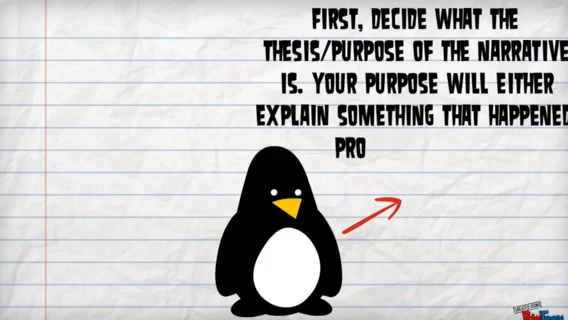 FIRST, DECIDE WHAT THE
THESIS/PURPOSE OF THE NARRATIVE
IS. YOUR PURPOSE WILL EITHER
EXPLAIN SOMETHING THAT HAPPENED
PRO